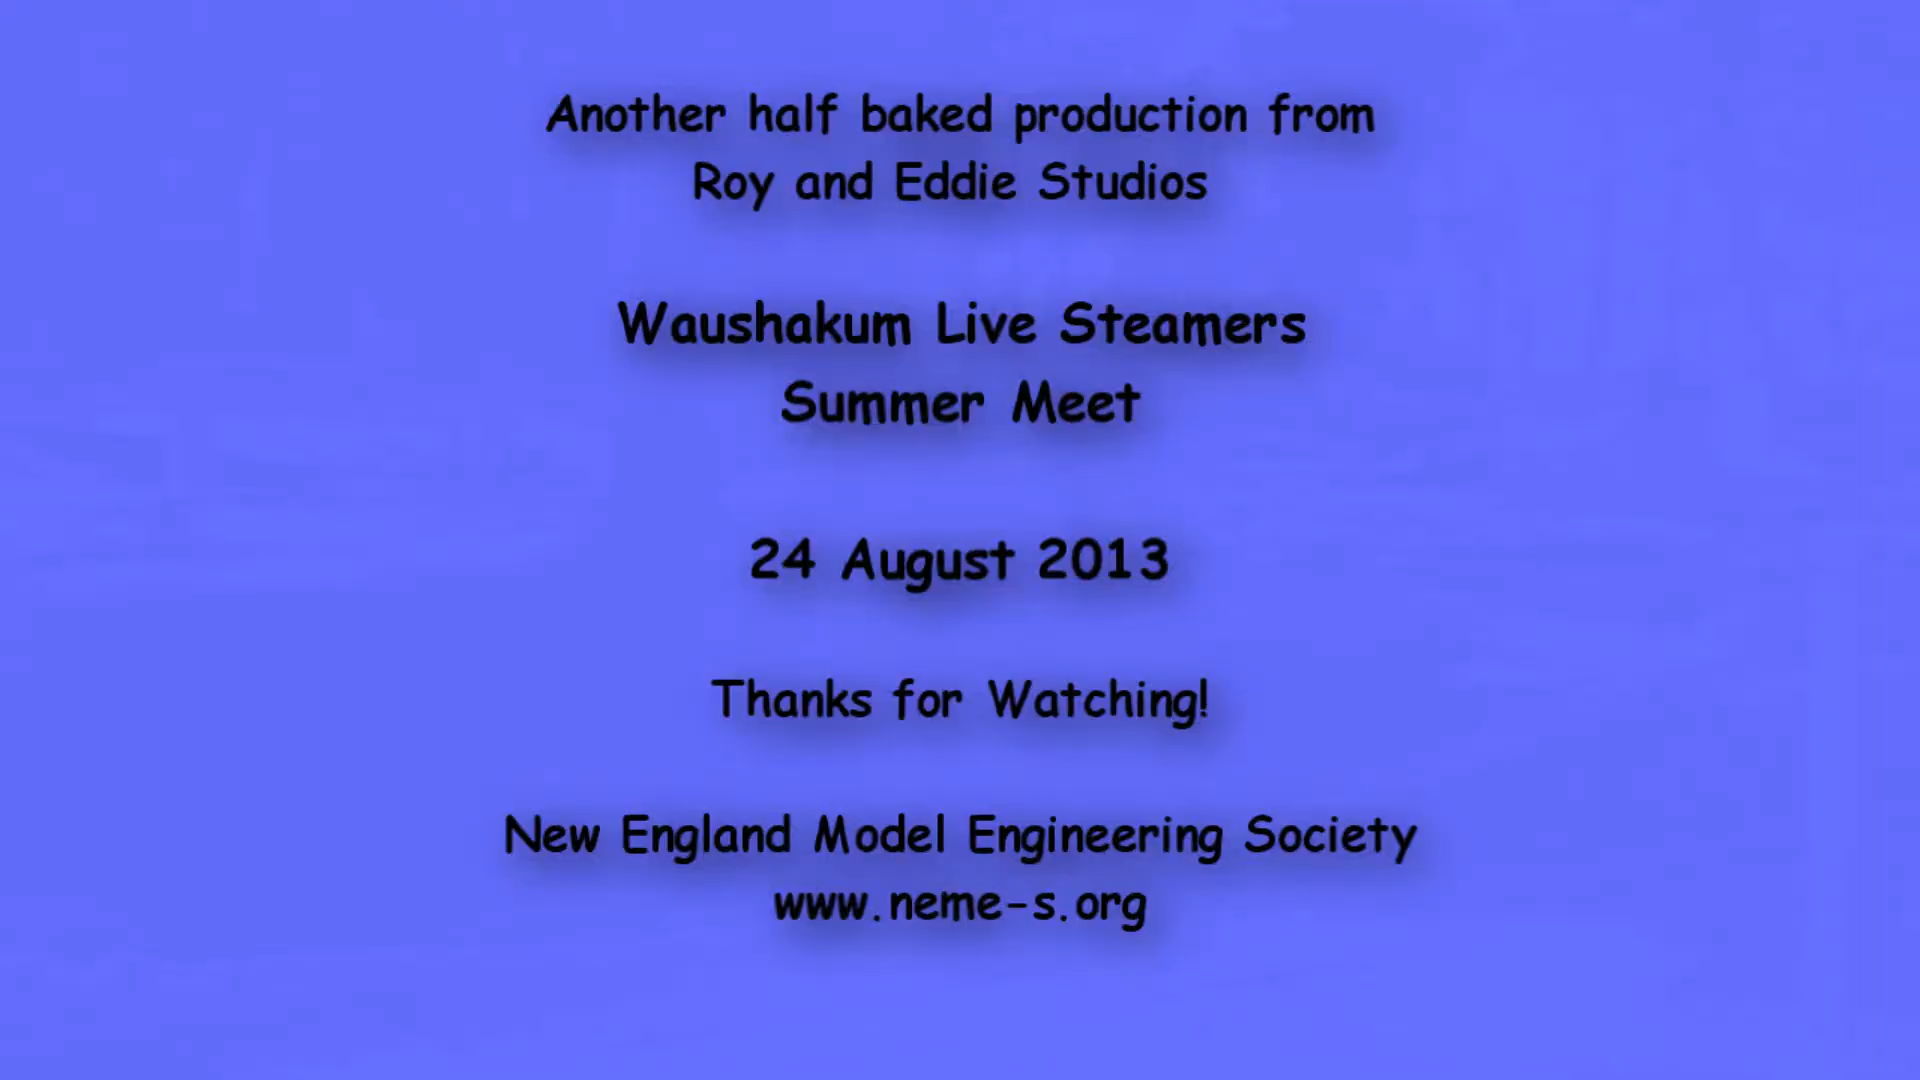 Another half baked production from
Roy and Eddie Studios
Waushakum Live Steamers
Summer Meet
24 August 2013
Thanks for Watching!
New England Model Engineering Society
www.neme-s.org